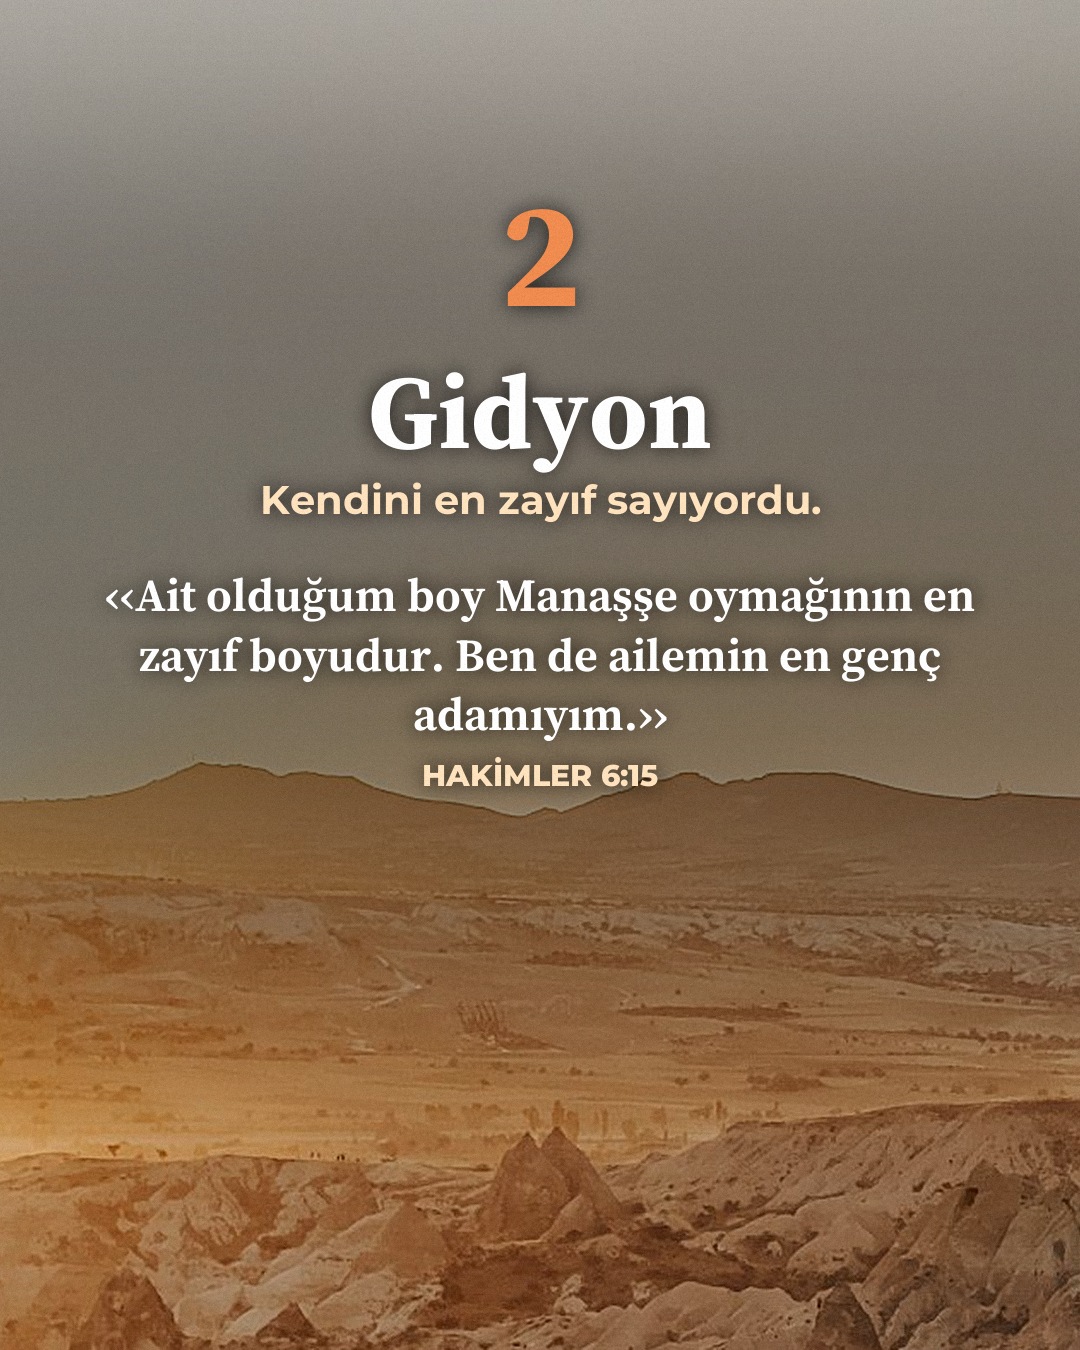 2
Gidyon
Kendini en zayıf sayıyordu.
‹‹Ait olduğum boy Manaşşe oymağının en
zayıf boyudur. Ben de ailemin en genç
adamıyım.››
HAKİMLER 6:15